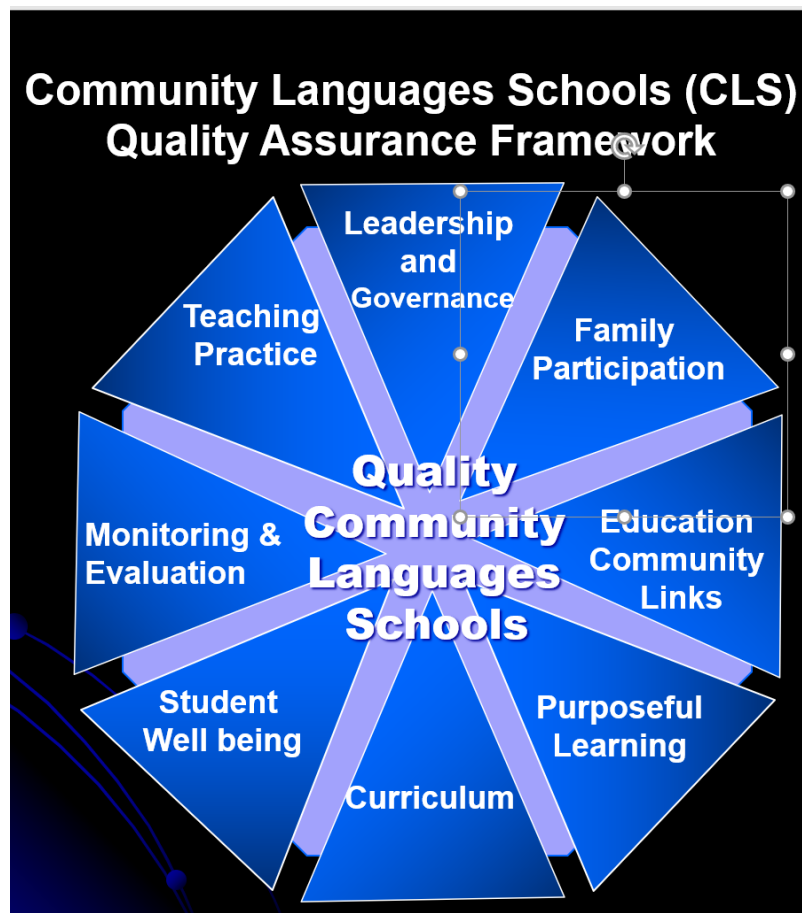 Community Languages Schools (CLS)
Quality Assurance Framework
Leadership
and
Governance
Family
Participation
Education
Community
Links
Purposeful
Learning
Curriculum
Student
Well being
Monitoring &
Evaluation
Teaching
Practice
Quality
Community
Languages
Schools